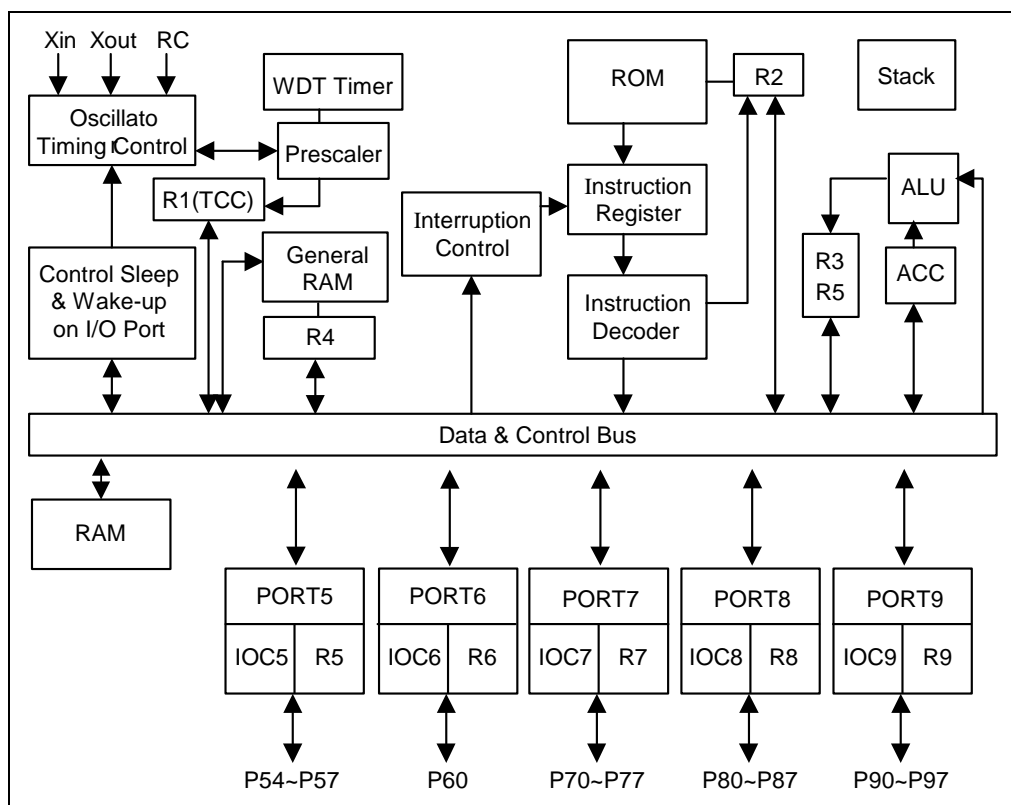 Xin Xout RC
WDT Timer
ROM
R2
Stack
Oscillato
r
Timing Control
Prescaler
R1(TCC)
Interruption
Control
Instruction
Register
ALU
Control Sleep
& Wake-up
on I/O Port
General
RAM
R4
Instruction
Decoder
R3
R5
ACC
Data & Control Bus
RAM
PORT5
IOC5 R5
PORT6
IOC6 R6
PORT7
IOC7 R7
PORT8
IOC8 R8
PORT9
IOC9 R9
P54~P57
P60
P70~P77
P80~P87
P90~P97